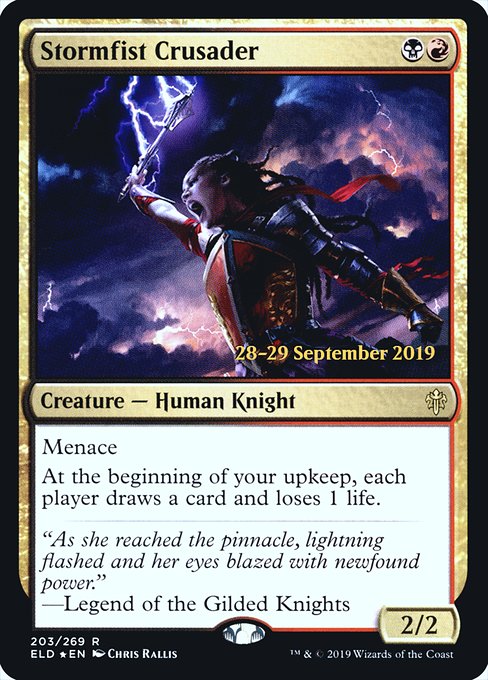 Stormfist Crusader
28–29 September 2019
Creature — Human Knight
Menace
At the beginning of your upkeep, each
player draws a card and loses 1 life.
“As she reached the pinnacle, lightning
flashed and her eyes blazed with newfound
power.”
—Legend of the Gilded Knights
2/2
203/269 R
ELD ★ EN Chris Rallis
™ & © 2019 Wizards of the Coast